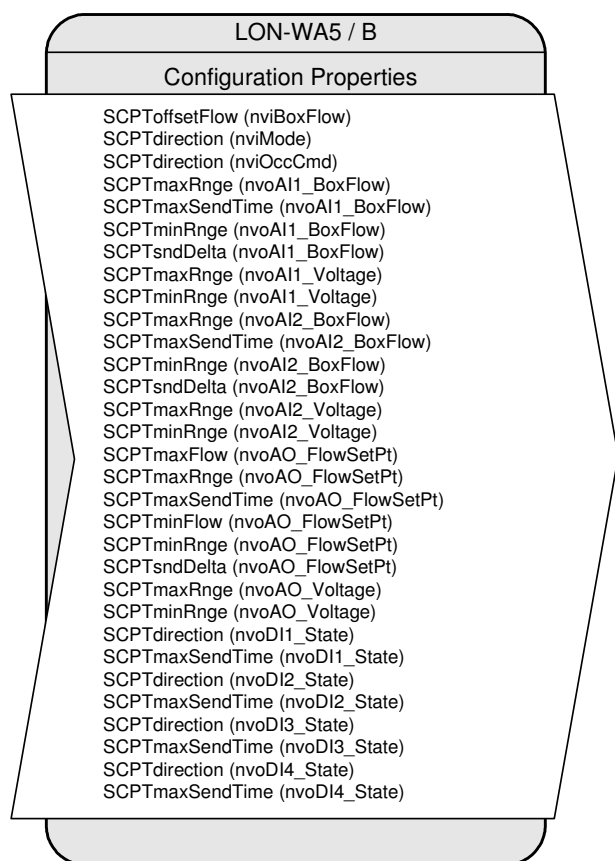 LON-WA5 / B
Configuration Properties
SCPToffsetFlow (nviBoxFlow)
SCPTdirection (nviMode)
SCPTdirection (nviOccCmd)
SCPTmaxRnge (nvoAI1_BoxFlow)
SCPTmaxSendTime (nvoAI1_BoxFlow)
SCPTminRnge (nvoAI1_BoxFlow)
SCPTsndDelta (nvoAI1_BoxFlow)
SCPTmaxRnge (nvoAI1_Voltage)
SCPTminRnge (nvoAI1_Voltage)
SCPTmaxRnge (nvoAI2_BoxFlow)
SCPTmaxSendTime (nvoAI2_BoxFlow)
SCPTminRnge (nvoAI2_BoxFlow)
SCPTsndDelta (nvoAI2_BoxFlow)
SCPTmaxRnge (nvoAI2_Voltage)
SCPTminRnge (nvoAI2_Voltage)
SCPTmaxFlow (nvoAO_FlowSetPt)
SCPTmaxRnge (nvoAO_FlowSetPt)
SCPTmaxSendTime (nvoAO_FlowSetPt)
SCPTminFlow (nvoAO_FlowSetPt)
SCPTminRnge (nvoAO_FlowSetPt)
SCPTsndDelta (nvoAO_FlowSetPt)
SCPTmaxRnge (nvoAO_Voltage)
SCPTminRnge (nvoAO_Voltage)
SCPTdirection (nvoDI1_State)
SCPTmaxSendTime (nvoDI1_State)
SCPTdirection (nvoDI2_State)
SCPTmaxSendTime (nvoDI2_State)
SCPTdirection (nvoDI3_State)
SCPTmaxSendTime (nvoDI3_State)
SCPTdirection (nvoDI4_State)
SCPTmaxSendTime (nvoDI4_State)